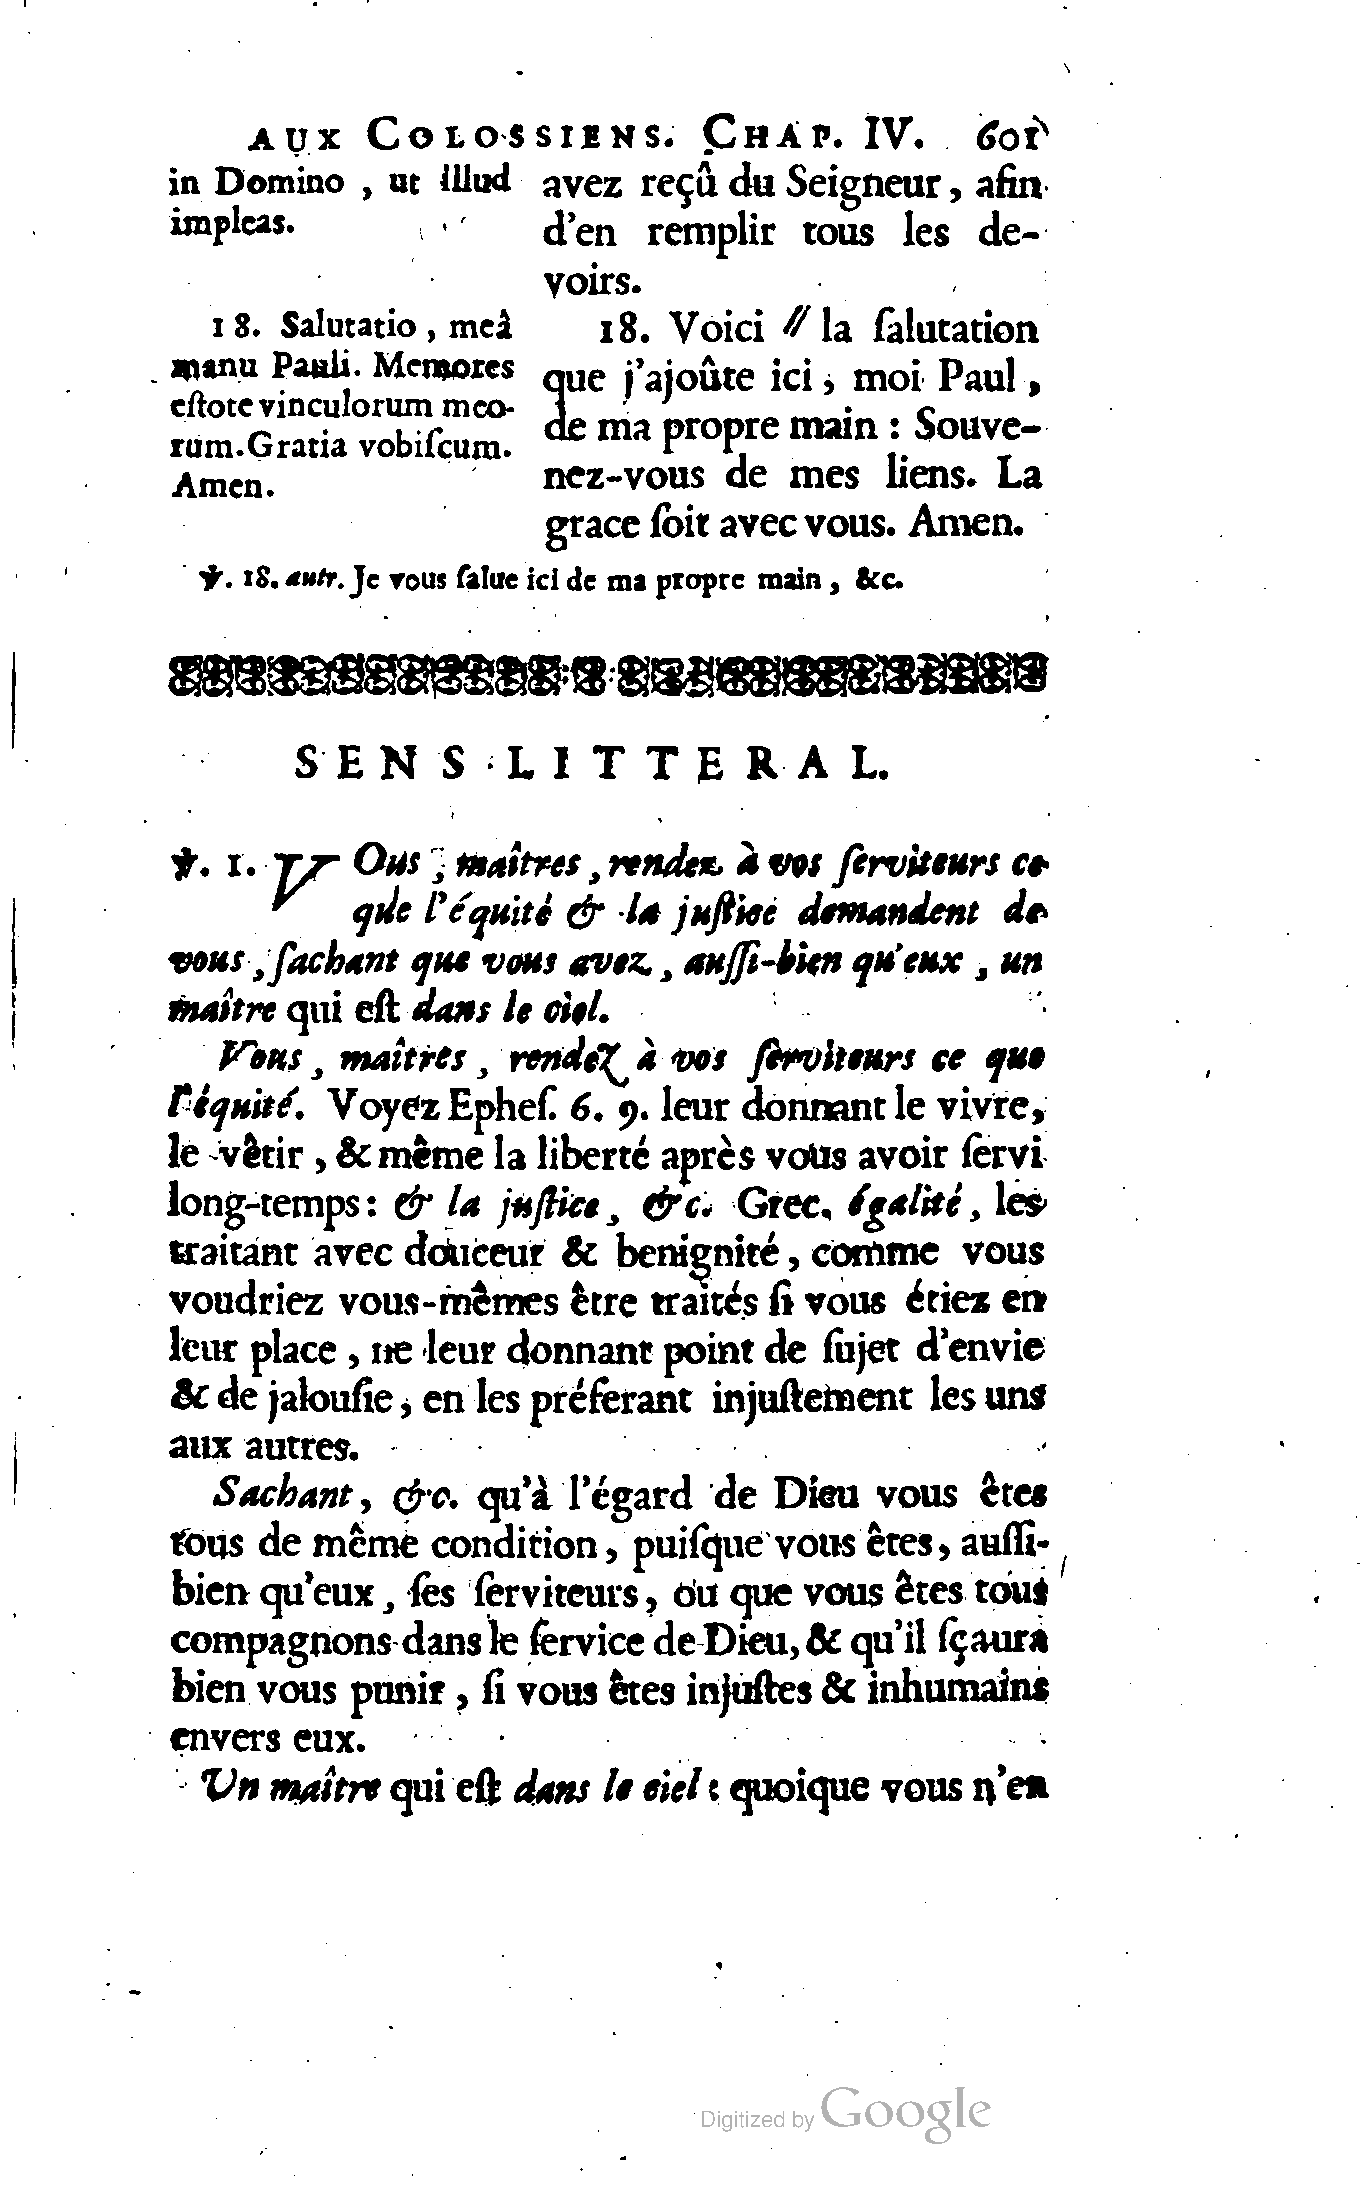 AUX COLOSSIENS. CHAP. IV. 601
in Domino, ut illud
impleas.
18. Salutatio, meâ
manu Pauli. Memores
eſtote vinculorum meo-
rum. Gratia vobiſcum.
Amen.
avez reçû du Seigneur, afin
d'en remplir tous les de-
voirs.
18. Voici // la ſalutation
que j'ajoûte ici, moi Paul,
de ma propre main : Souve-
nez-vous de mes liens. La
grace ſoit avec vous. Amen.
℣. 18. autr. Je vous ſalue ici de ma propre main, &c.
SENS LITTERAL.
℣. 1. VOus, maîtres, rendez à vos ſerviteurs ce
que l'équité & la juſtice demandent de
vous, ſachant que vous avez, auſſi-bien qu'eux, un
maître qui eſt dans le ciel.
Vous, maîtres, rendez à vos ſerviteurs ce que
l'équité. Voyez Epheſ. 6. 9. leur donnant le vivre,
le vêtir, & même la liberté après vous avoir ſervi
long-temps: & la juſtice, &c. Grec. égalité, les
traitant avec douceur & benignité, comme vous
voudriez vous-mêmes être traités ſi vous étiez en
leur place, ne leur donnant point de ſujet d'envie
& de jalouſie, en les préferant injuſtement les uns
aux autres.
Sachant, &c. qu'à l'égard de Dieu vous êtes
tous de même condition, puiſque vous êtes, auſſi-
bien qu'eux, ſes ſerviteurs, ou que vous êtes tous
compagnons dans le ſervice de Dieu, & qu'il ſçaura
bien vous punir, ſi vous êtes injuſtes & inhumains
envers eux.
Un maître qui eſt dans le ciel : quoique vous n'en
Digitized by Google